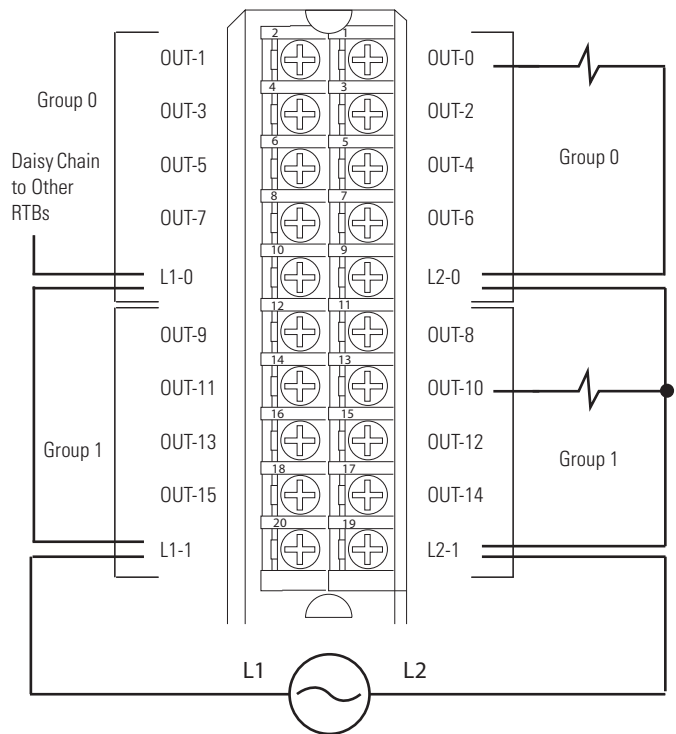 2 1
OUT-1 OUT-0
Group 0
4 3
OUT-3 OUT-2
Daisy Chain
to Other
RTBs
6 5
OUT-5 OUT-4
Group 0
8 7
OUT-7 OUT-6
10 9
L1-0 L2-0
12 11
OUT-9 OUT-8
14 13
OUT-11 OUT-10
16 15
OUT-13 OUT-12
Group 1 Group 1
18 17
OUT-15 OUT-14
20 19
L1-1 L2-1
L1 L2